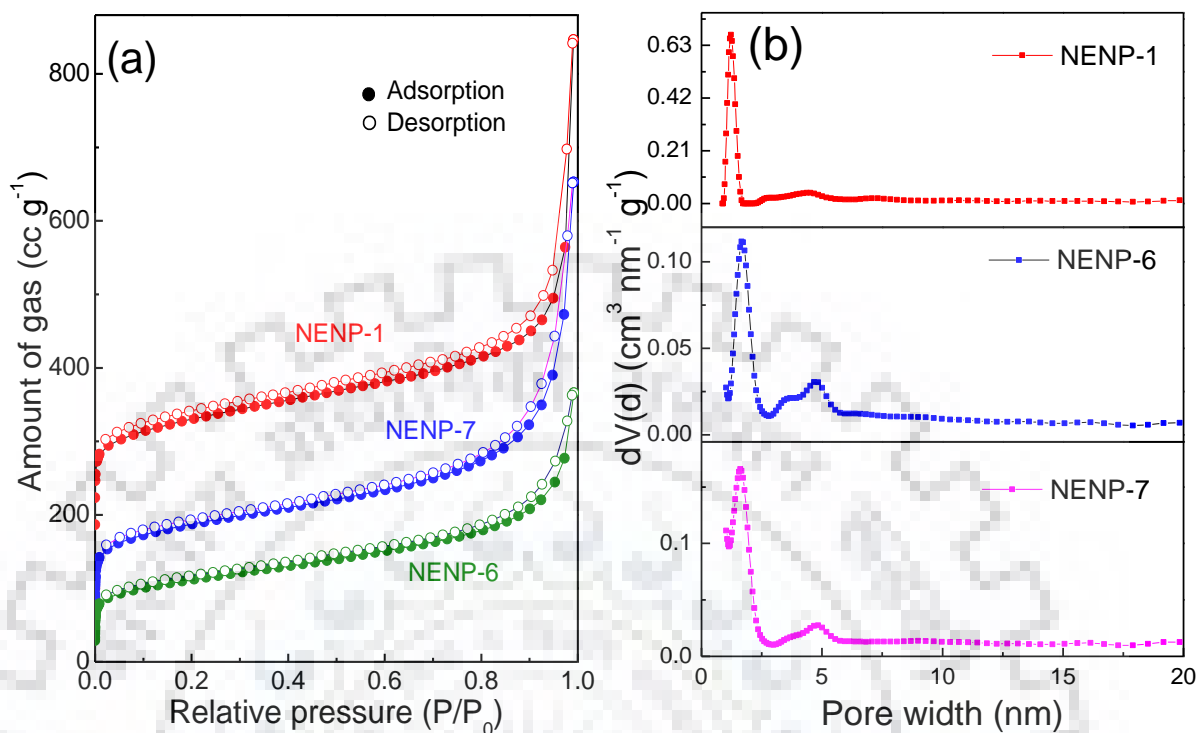 (a)
Adsorption
Desorption
NENP-1
NENP-7
NENP-6
800
600
400
200
0
0.0 0.2 0.4 0.6 0.8 1.0
Amount of gas (cc g-1)
Relative pressure (P/P0)
(b)
NENP-1
0.63
0.42
0.21
0.00
NENP-6
0.10
0.05
0.00
NENP-7
0.1
0.0
0 5 10 15 20
dV(d) (cm3 nm-1 g-1)
Pore width (nm)